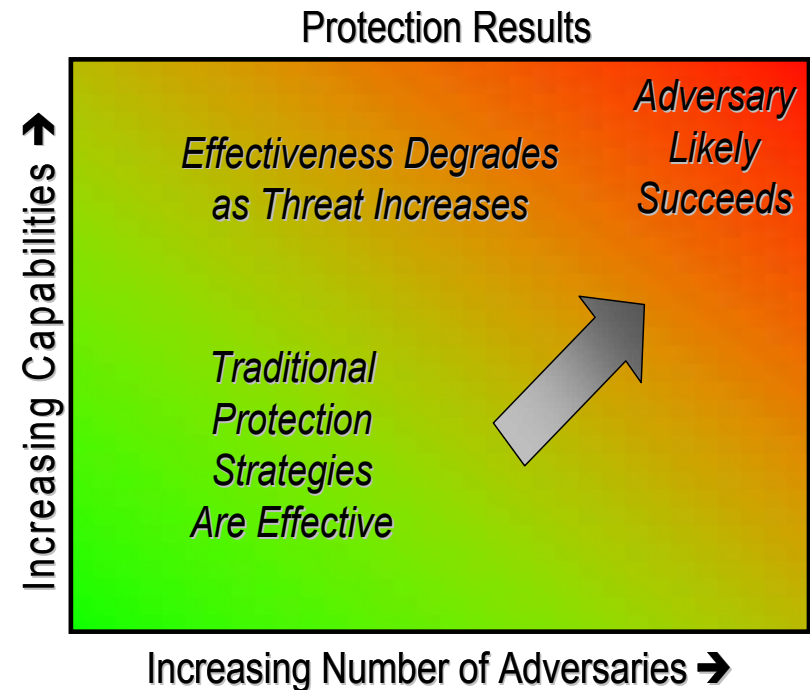 Protection Results
Adversary
Likely
Succeeds
Effectiveness Degrades
as Threat Increases
Traditional
Protection
Strategies
Are Effective
Increasing Capabilities ➔
Increasing Number of Adversaries ➔